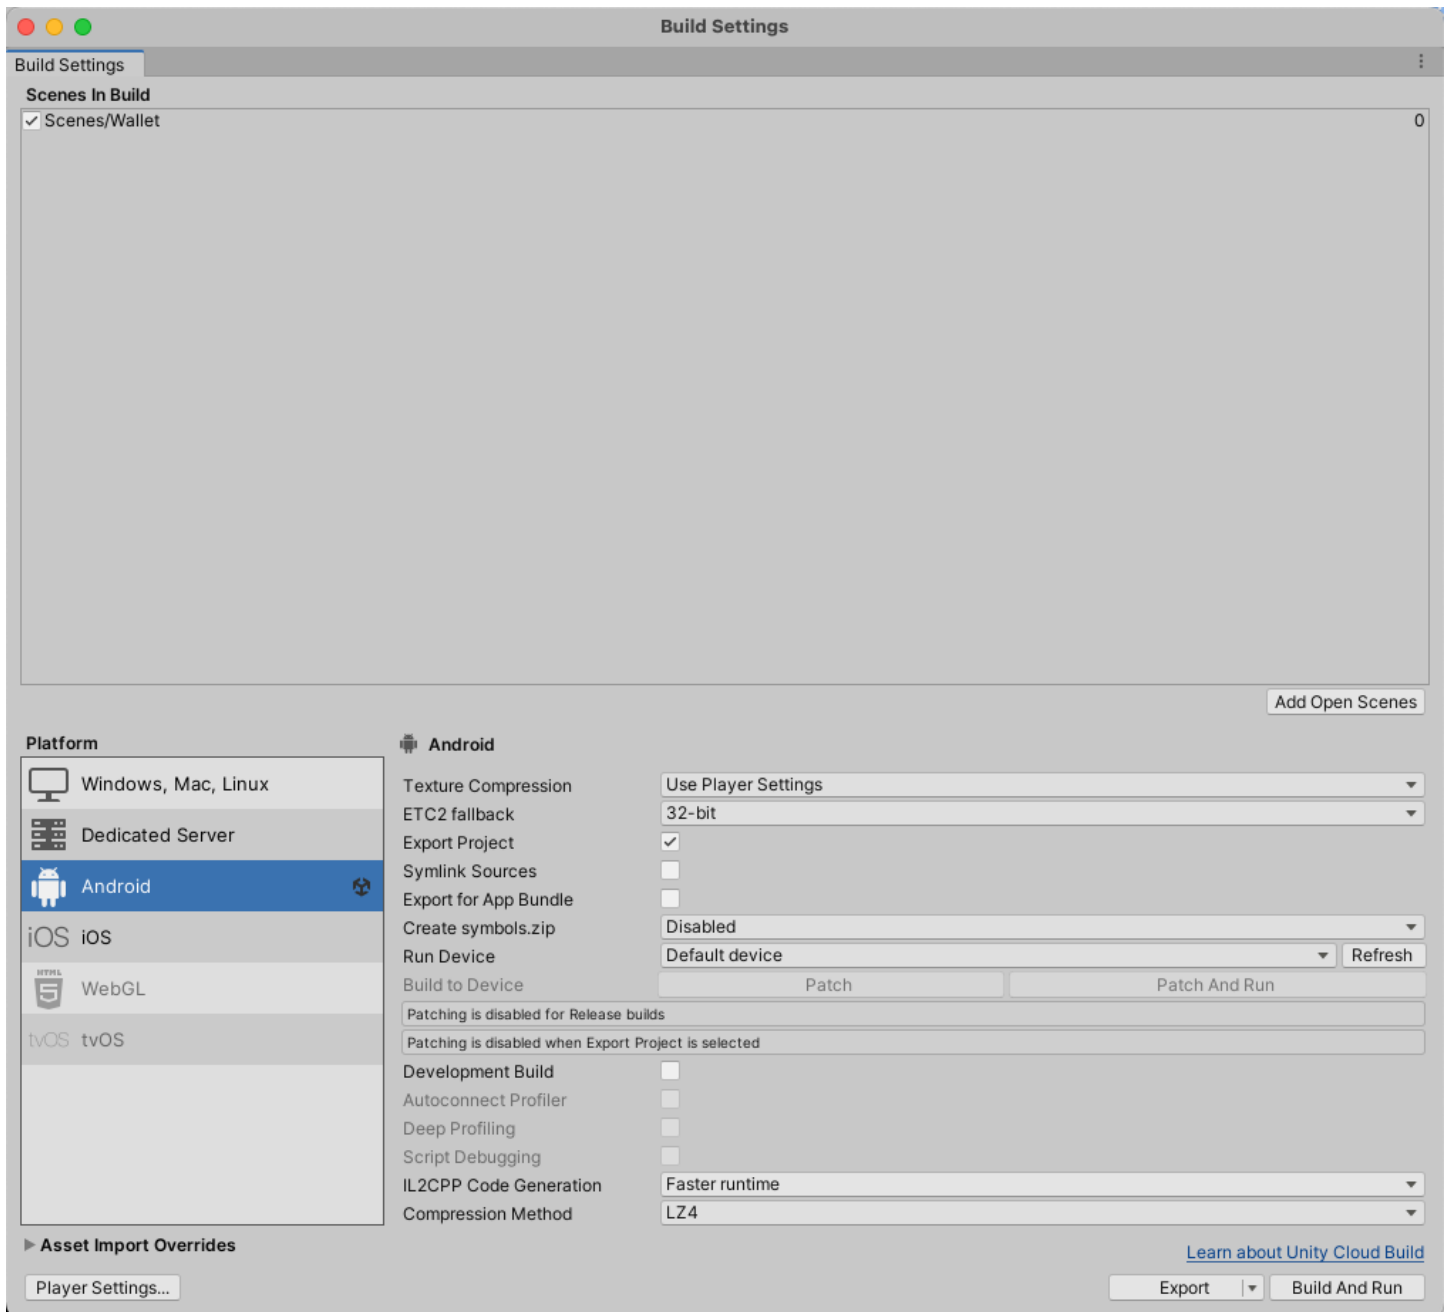 Build Settings
Build Settings
Scenes In Build
Scenes/Wallet 0
Add Open Scenes
Platform
Windows, Mac, Linux
Dedicated Server
Android
iOS iOS
HTML
5 WebGL
tvOS tvOS
Android
Texture Compression Use Player Settings
ETC2 fallback 32-bit
Export Project
Symlink Sources
Export for App Bundle
Create symbols.zip Disabled
Run Device Default device Refresh
Build to Device Patch Patch And Run
Patching is disabled for Release builds
Patching is disabled when Export Project is selected
Development Build
Autoconnect Profiler
Deep Profiling
Script Debugging
IL2CPP Code Generation Faster runtime
Compression Method LZ4
Asset Import Overrides
Learn about Unity Cloud Build
Player Settings... Export Build And Run